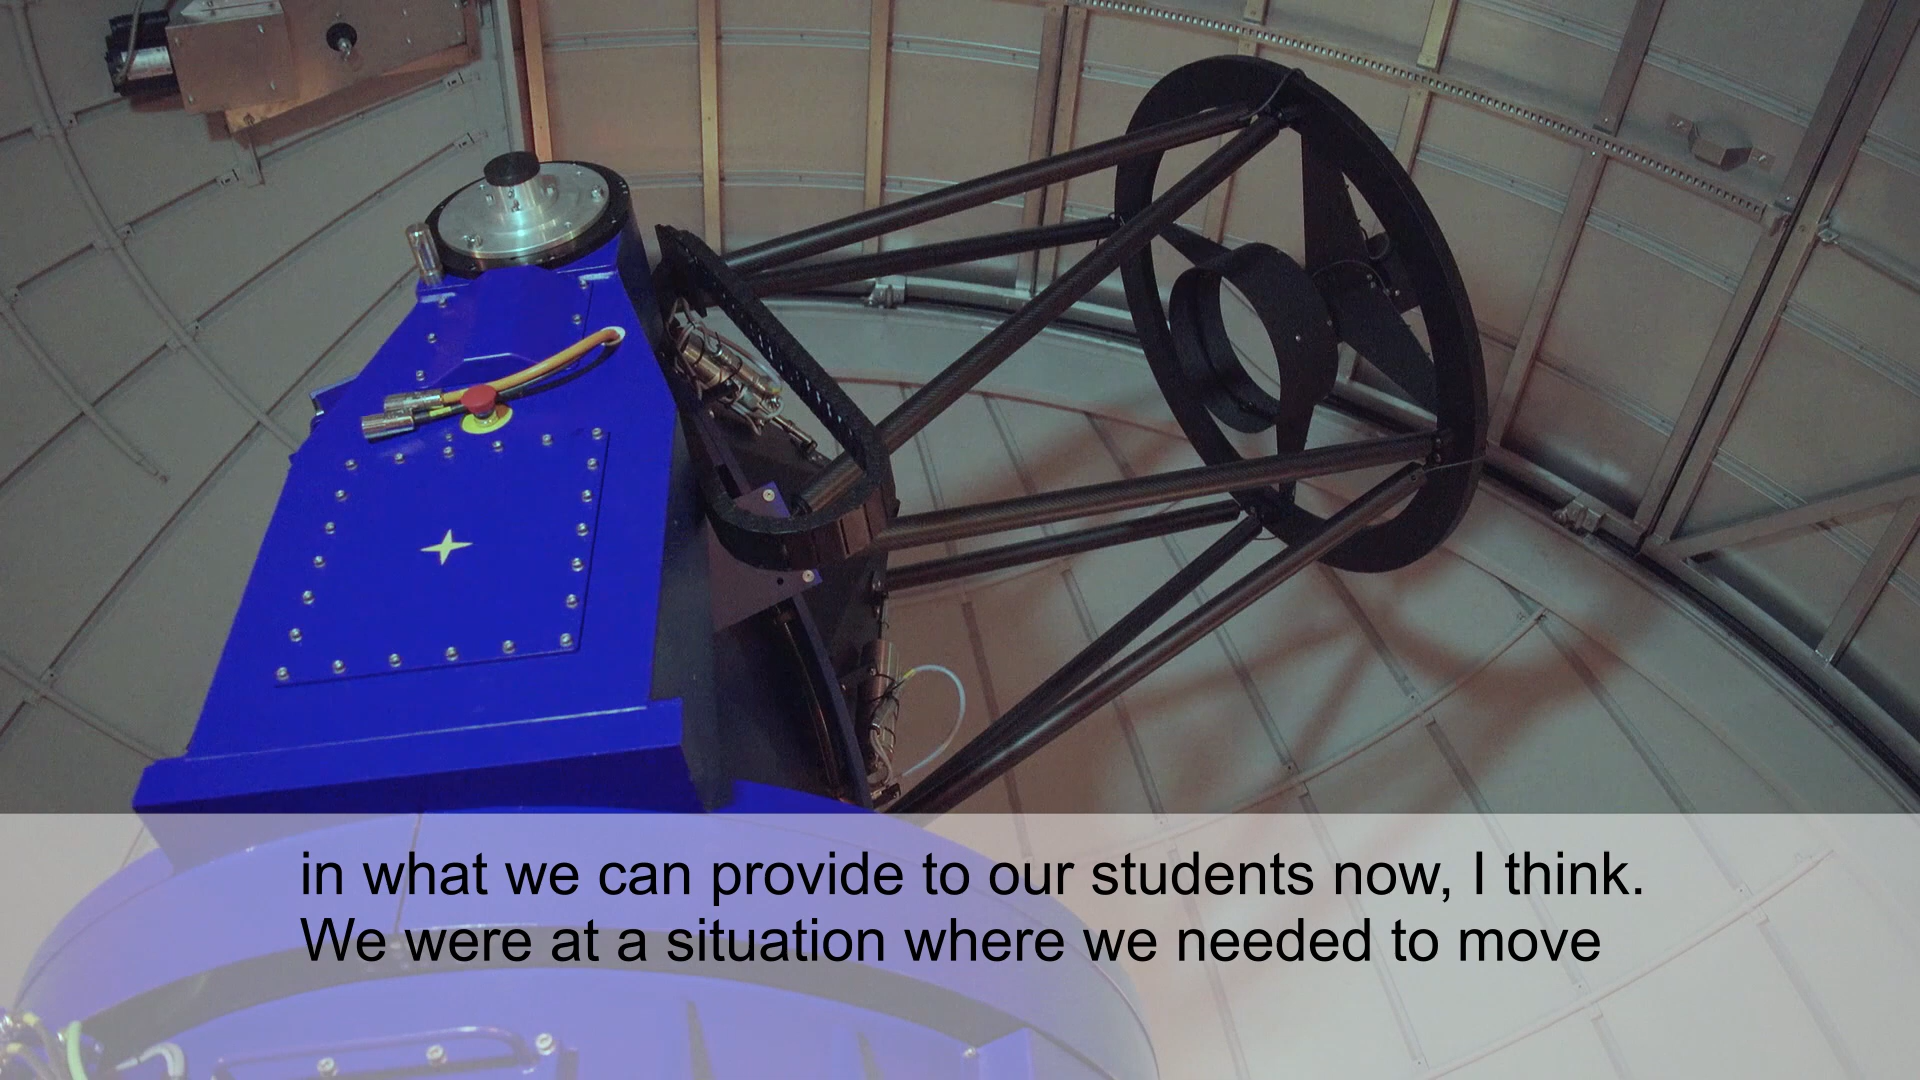 in what we can provide to our students now, I think.
We were at a situation where we needed to move